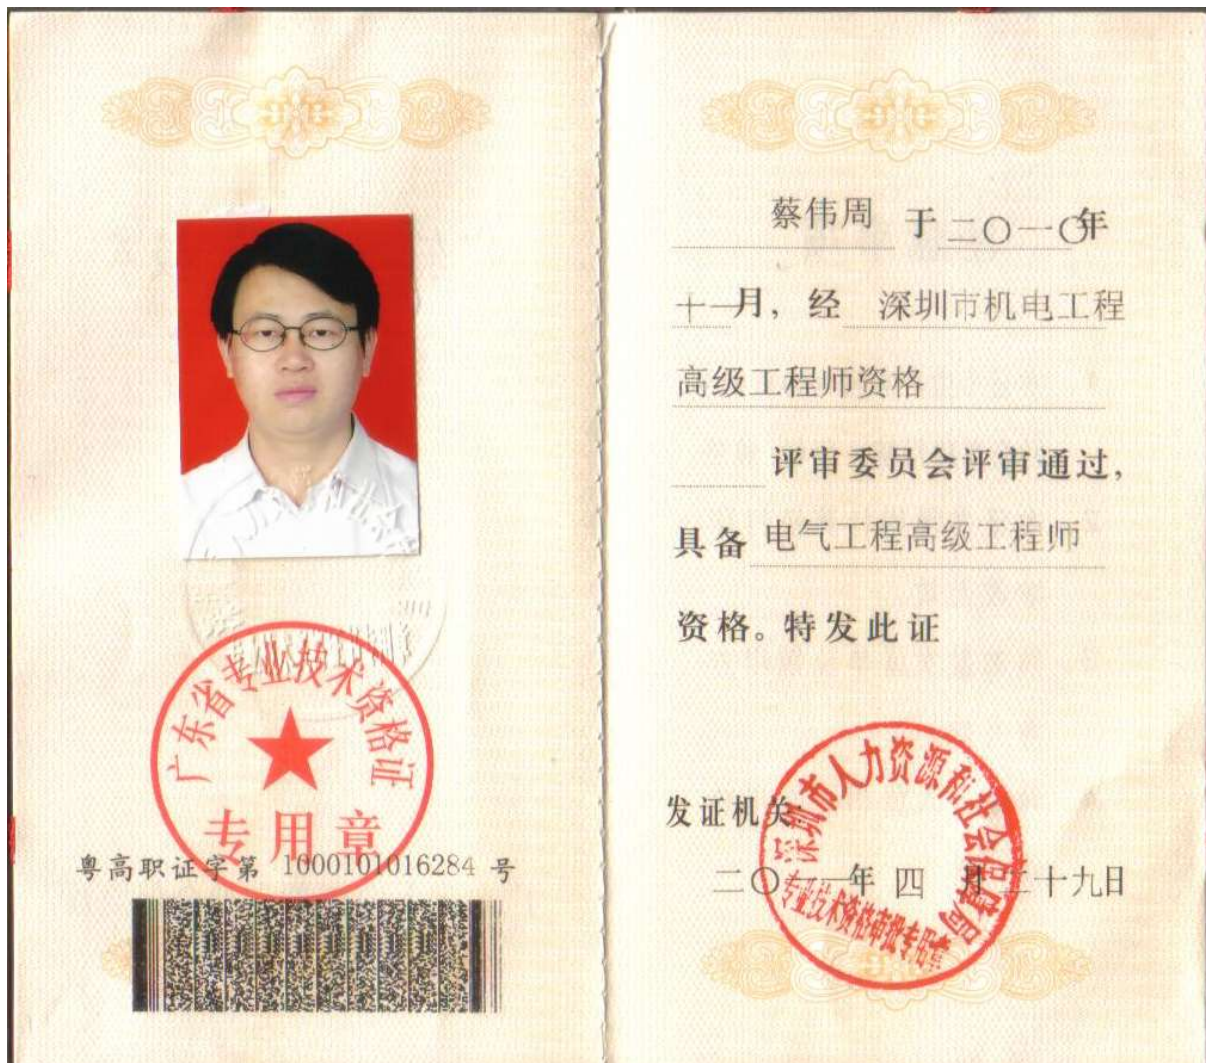 广东省专业技术资格证
专用章
粤高职证字第 1000101016284 号
蔡伟周 于二〇一〇年
十一月，经 深圳市机电工程
高级工程师资格
评审委员会评审通过，
具备 电气工程高级工程师
资格。特发此证
深圳市人力资源和社会保障局
专业技术资格审批专用章
发证机关
二〇一一年 四 月二十九日